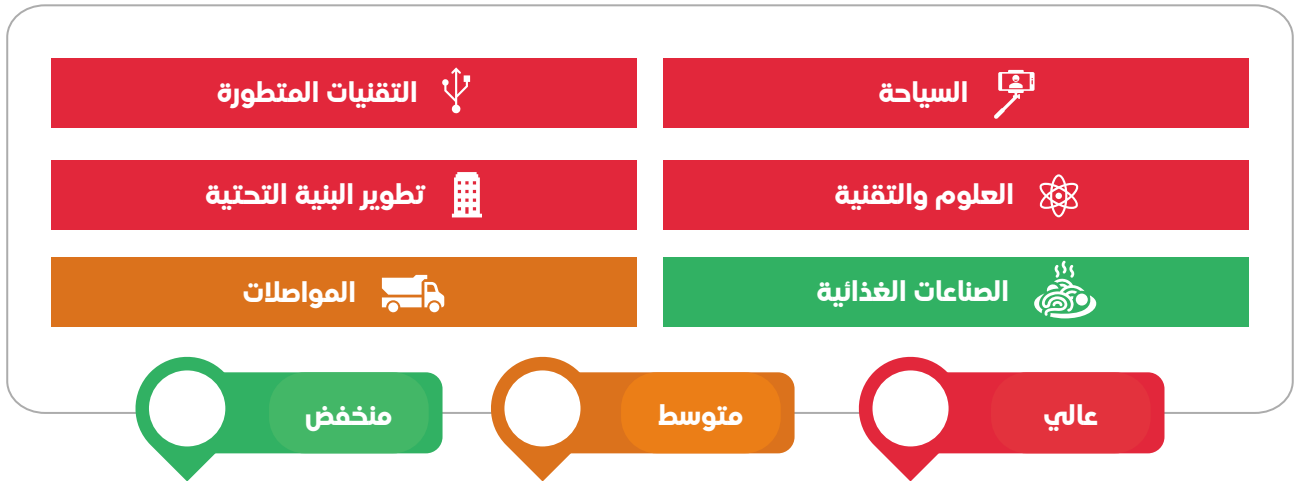 السياحة
التقنيات المتطورة
العلوم والتقنية
تطوير البنية التحتية
الصناعات الغذائية
المواصلات
عالي
متوسط
منخفض